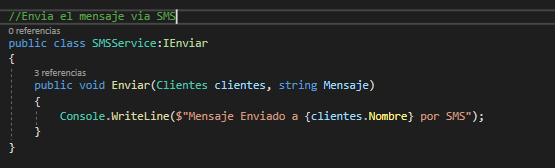 //Envia el mensaje via SMS
0 referencias
public class SMSService:IEnviar
{
3 referencias
public void Enviar(Clientes clientes, string Mensaje)
{
Console.WriteLine($"Mensaje Enviado a {clientes.Nombre} por SMS");
}
}